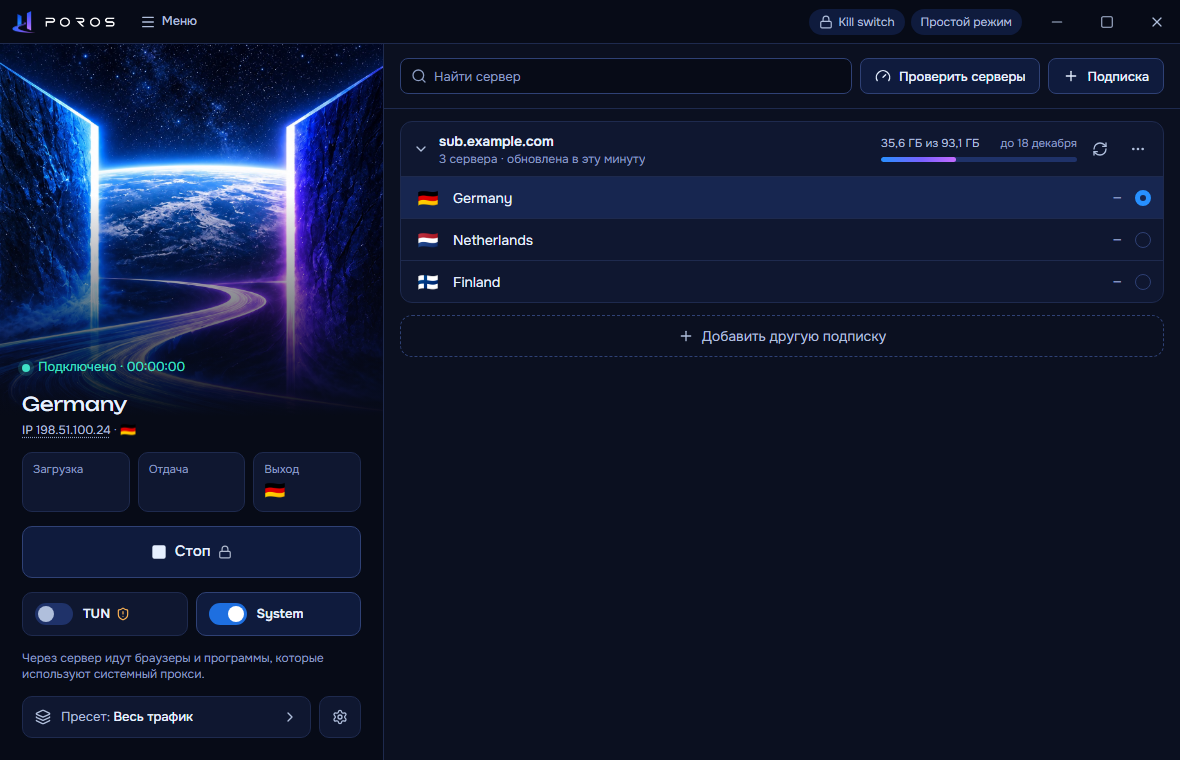 POROS
Меню
Kill switch
Простой режим
Найти сервер
Проверить серверы
Подписка
sub.example.com
3 сервера · обновлена в эту минуту
35,6 ГБ из 93,1 ГБ
до 18 декабря
Germany
Netherlands
Finland
Добавить другую подписку
Подключено · 00:00:00
Germany
IP 198.51.100.24 ·
Загрузка
Отдача
Выход
Стоп
TUN
System
Через сервер идут браузеры и программы, которые
используют системный прокси.
Пресет: Весь трафик